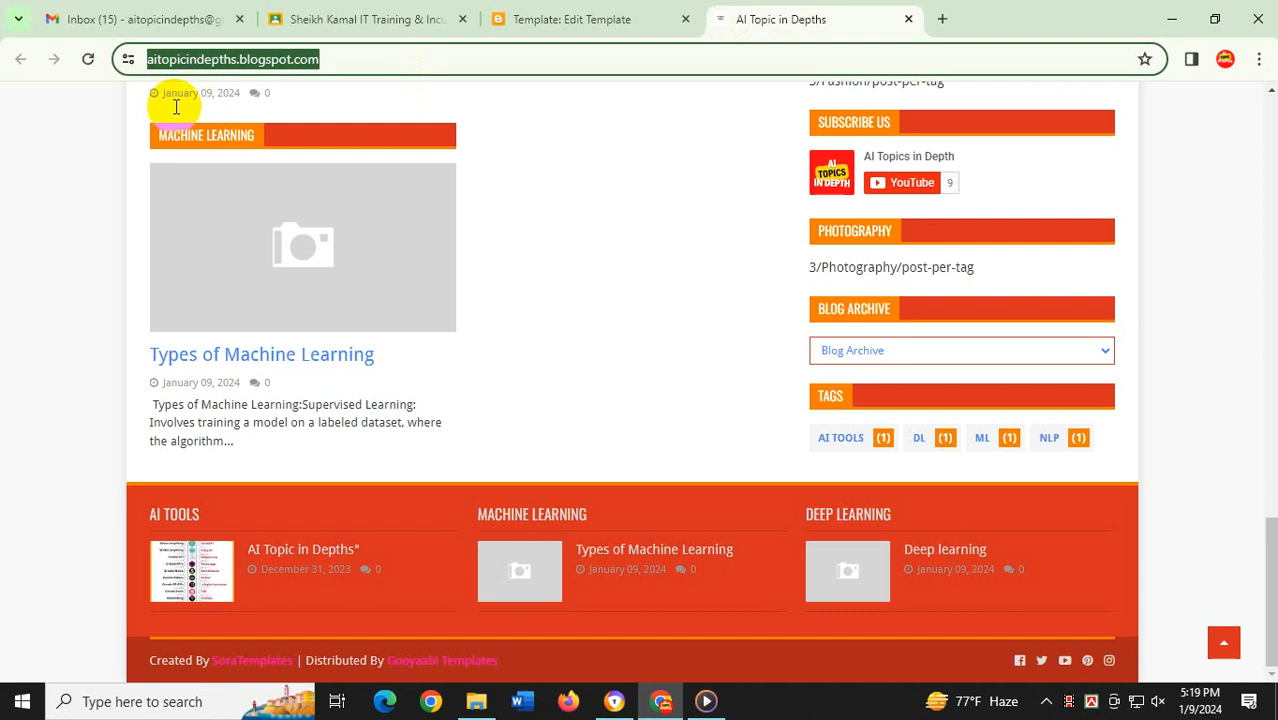 Inbox (15) - aitopicindepths@g
Sheikh Kamal IT Training & Incu
Template: Edit Template
AI Topic in Depths
aitopicindepths.blogspot.com
January 09, 2024 0
3/Fashion/post-per-tag
MACHINE LEARNING
SUBSCRIBE US
AI TOPICS IN DEPTH
AI Topics in Depth
YouTube 9
Types of Machine Learning
January 09, 2024 0
Types of Machine Learning:Supervised Learning:
Involves training a model on a labeled dataset, where
the algorithm...
PHOTOGRAPHY
3/Photography/post-per-tag
BLOG ARCHIVE
Blog Archive
TAGS
AI TOOLS (1) DL (1) ML (1) NLP (1)
AI TOOLS
AI Topic in Depths"
December 31, 2023 0
MACHINE LEARNING
Types of Machine Learning
January 09, 2024 0
DEEP LEARNING
Deep learning
January 09, 2024 0
Created By SoraTemplates | Distributed By Gooyaabi Templates
Type here to search
77°F Haze
5:19 PM
1/9/2024